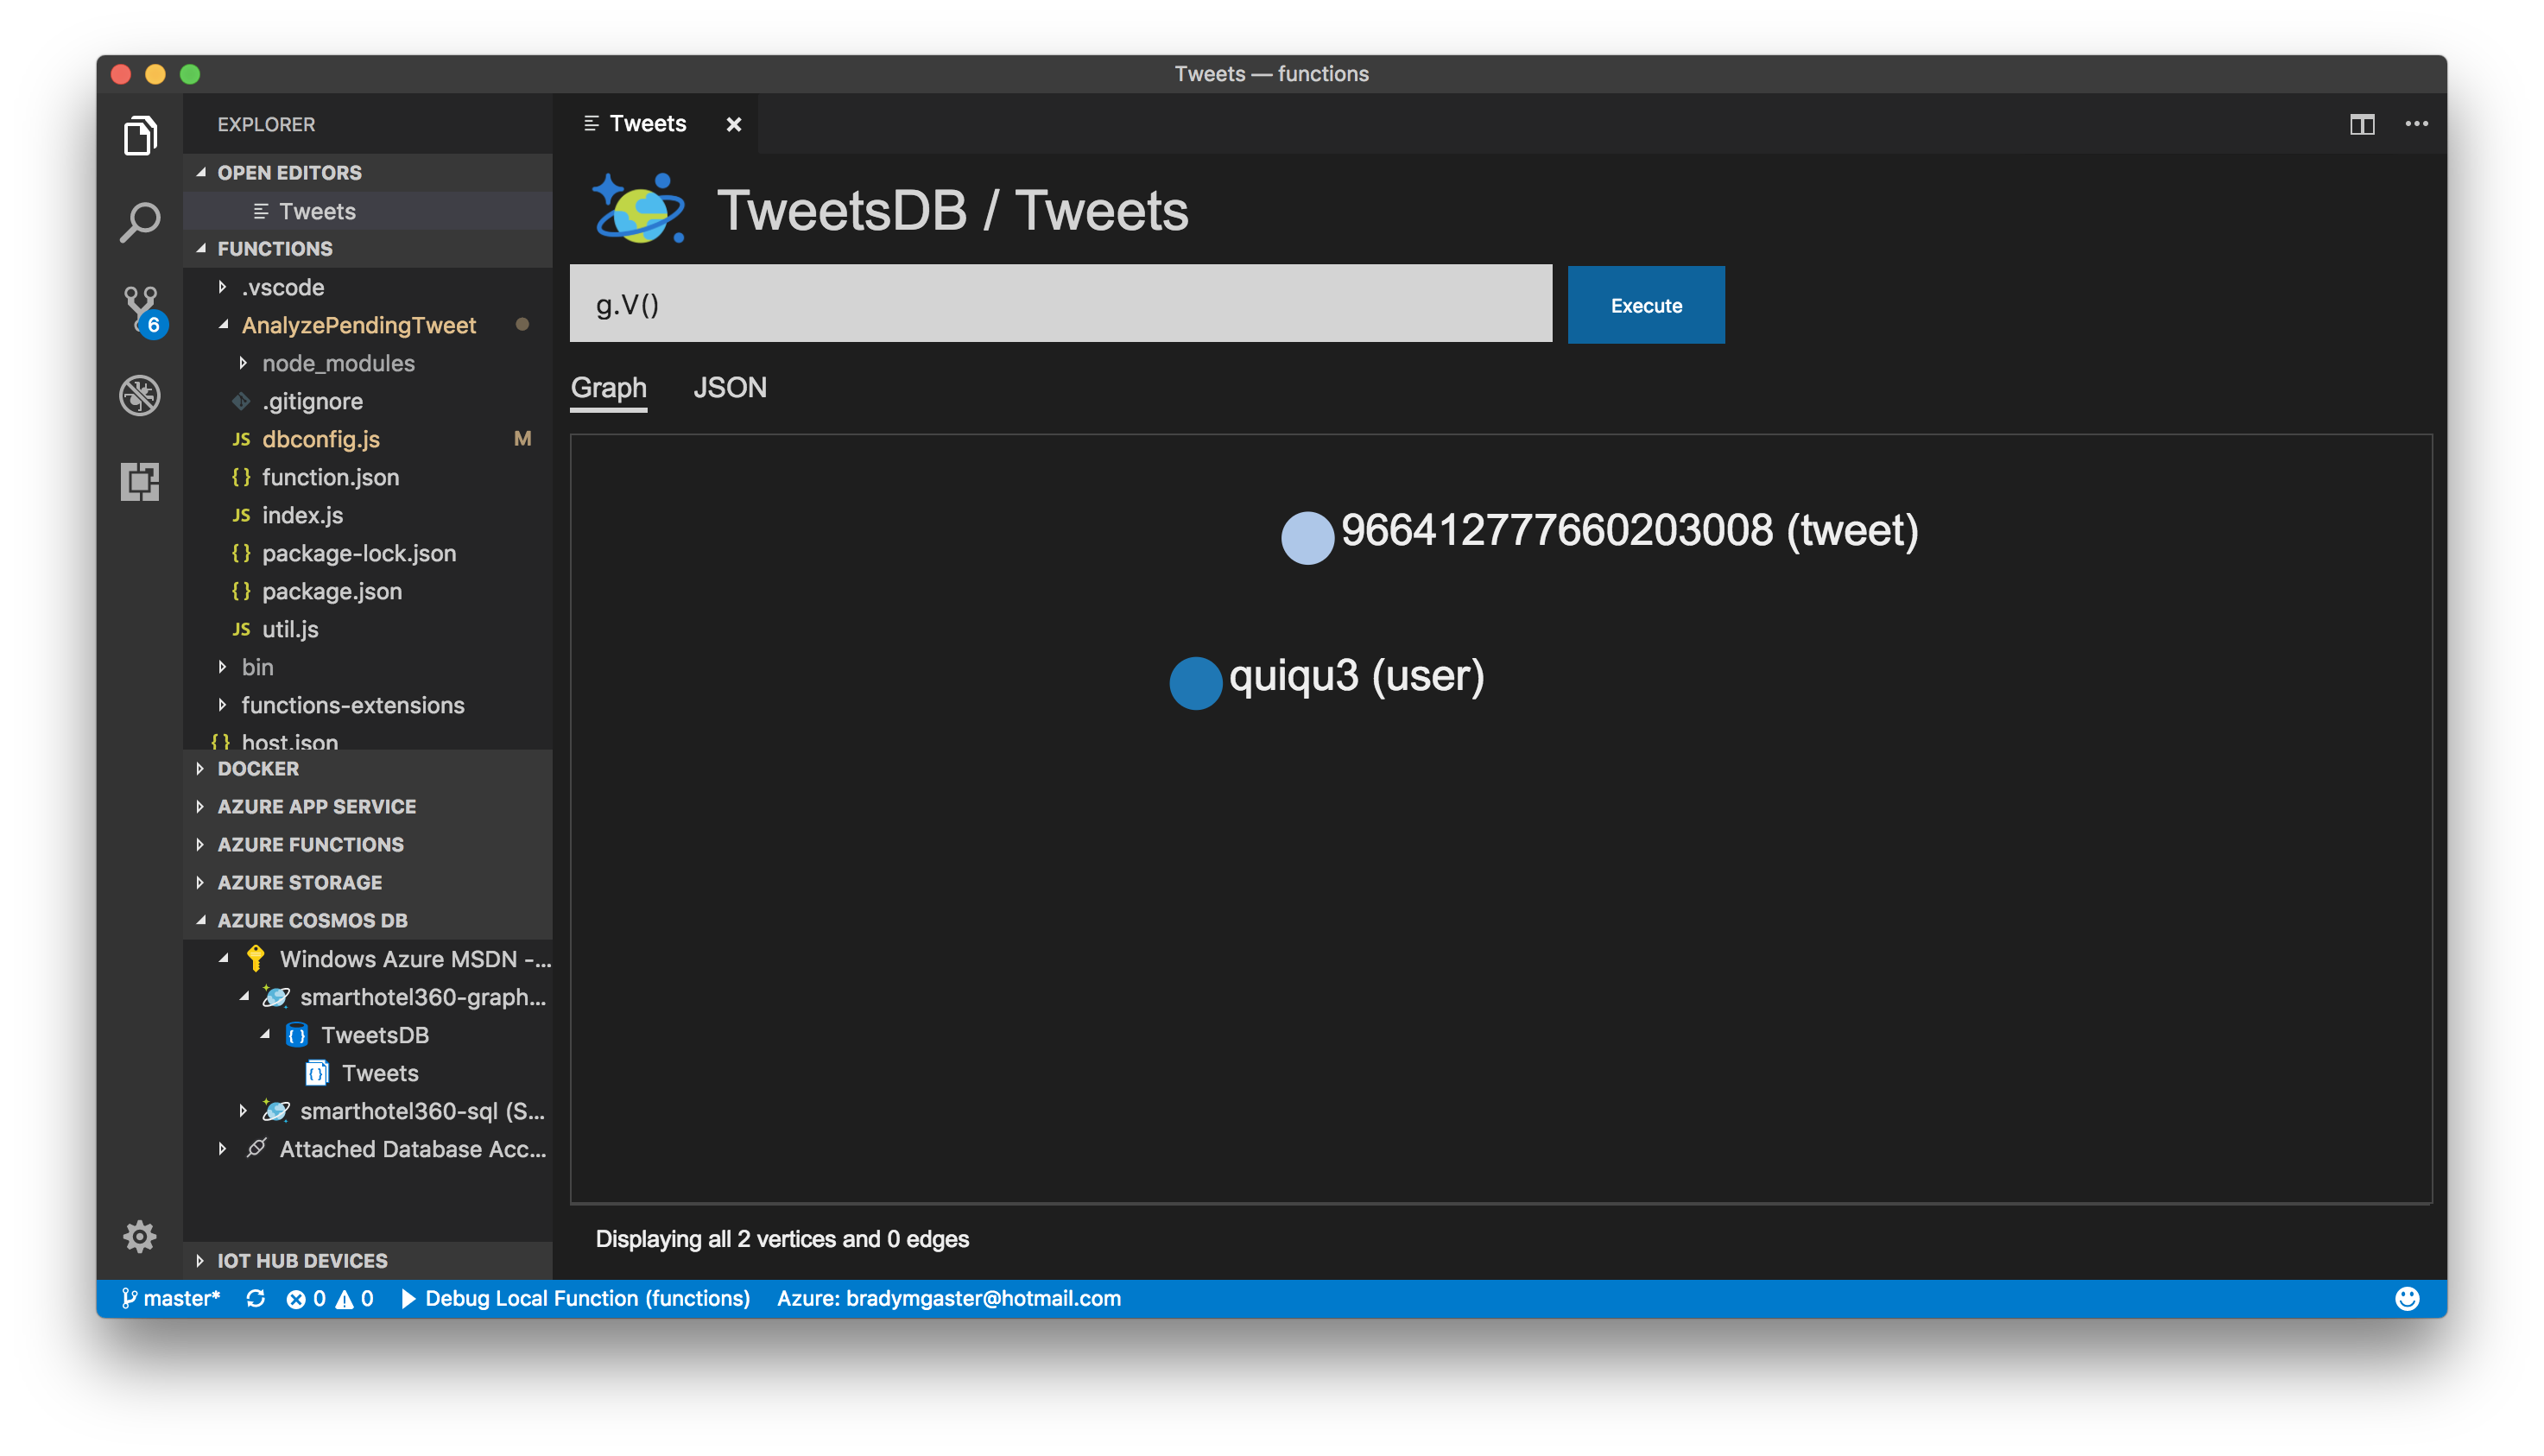 Tweets — functions
EXPLORER
OPEN EDITORS
Tweets
FUNCTIONS
.vscode
AnalyzePendingTweet
node_modules
.gitignore
JS dbconfig.js M
{} function.json
JS index.js
{} package-lock.json
{} package.json
JS util.js
bin
functions-extensions
{} host.json
DOCKER
AZURE APP SERVICE
AZURE FUNCTIONS
AZURE STORAGE
AZURE COSMOS DB
Windows Azure MSDN -...
smarthotel360-graph...
TweetsDB
Tweets
smarthotel360-sql (S...
Attached Database Acc...
IOT HUB DEVICES
6
Tweets
TweetsDB / Tweets
g.V()
Execute
Graph JSON
966412777660203008 (tweet)
quiqu3 (user)
Displaying all 2 vertices and 0 edges
master* 0 0 Debug Local Function (functions) Azure: bradymgaster@hotmail.com